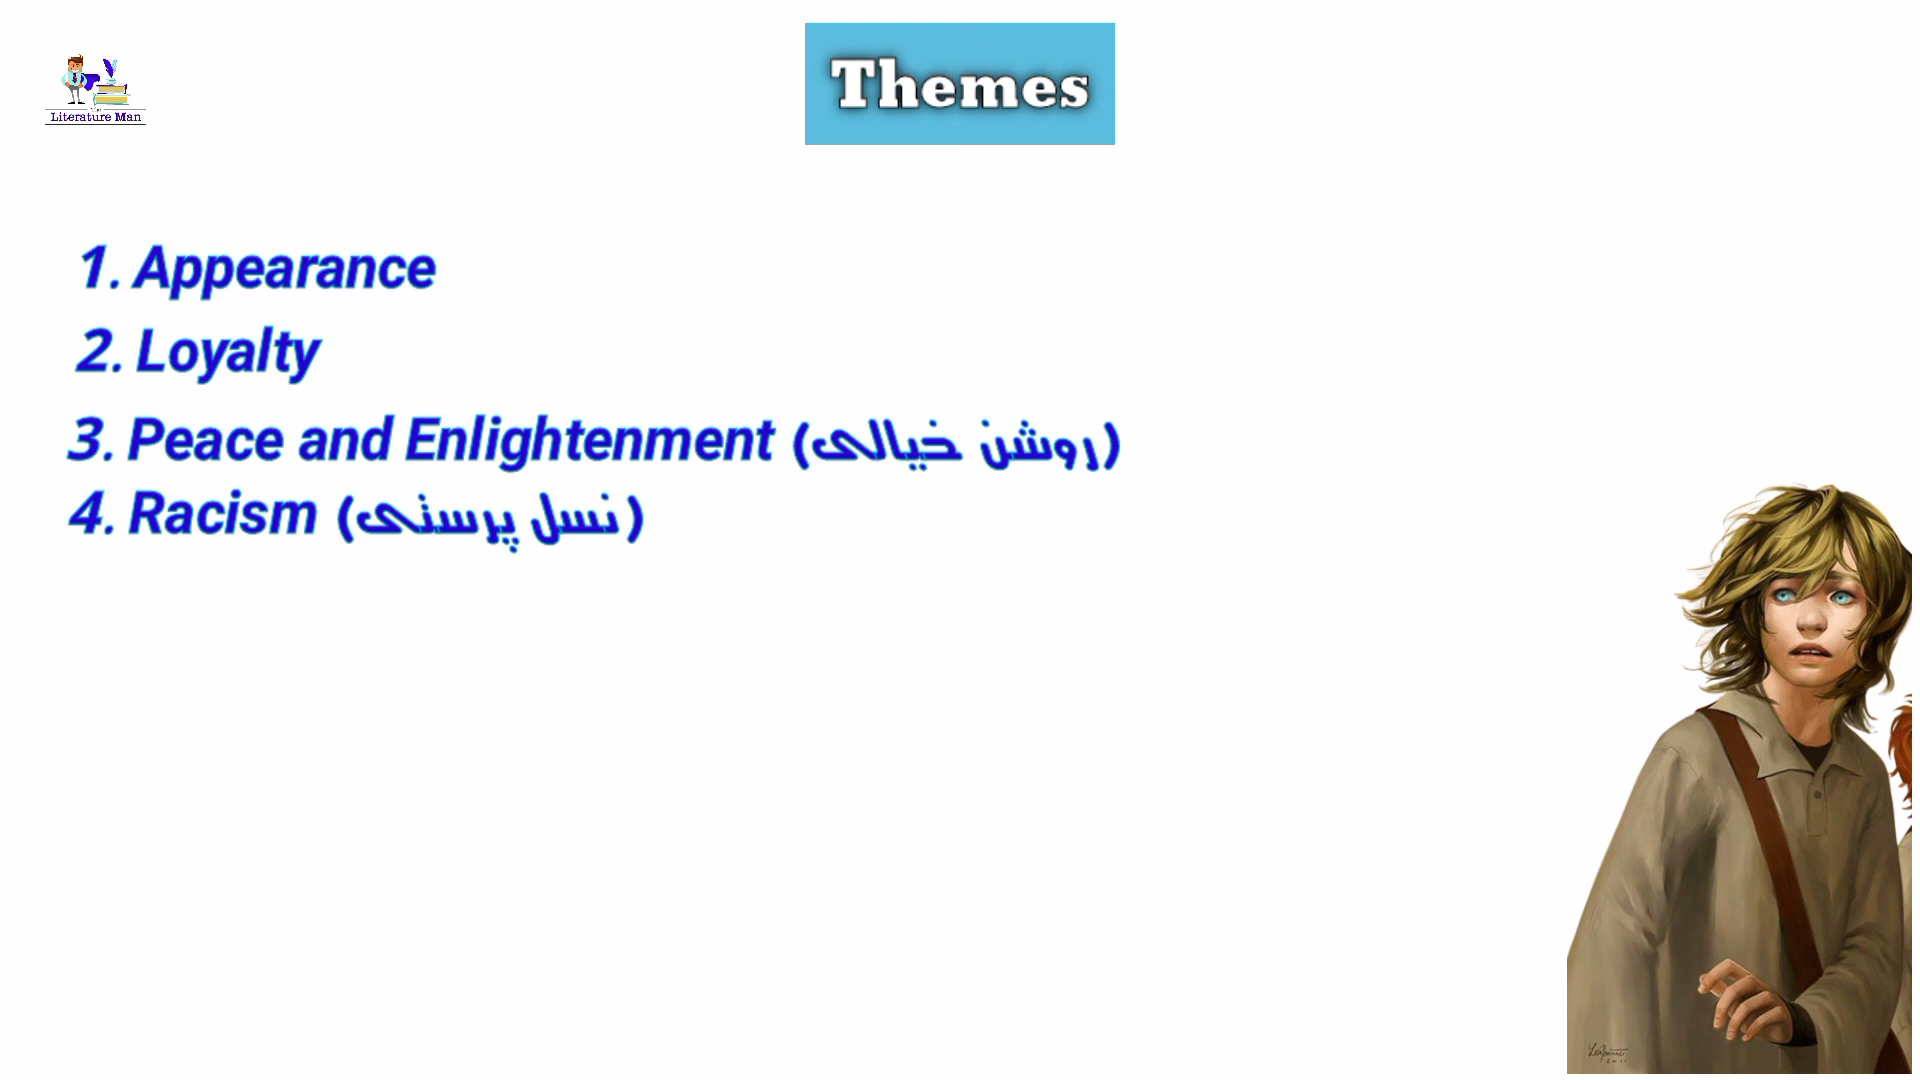 Themes
Literature Man
1. Appearance
2. Loyalty
3. Peace and Enlightenment (روشن خیالی)
4. Racism (نسل پرستی)